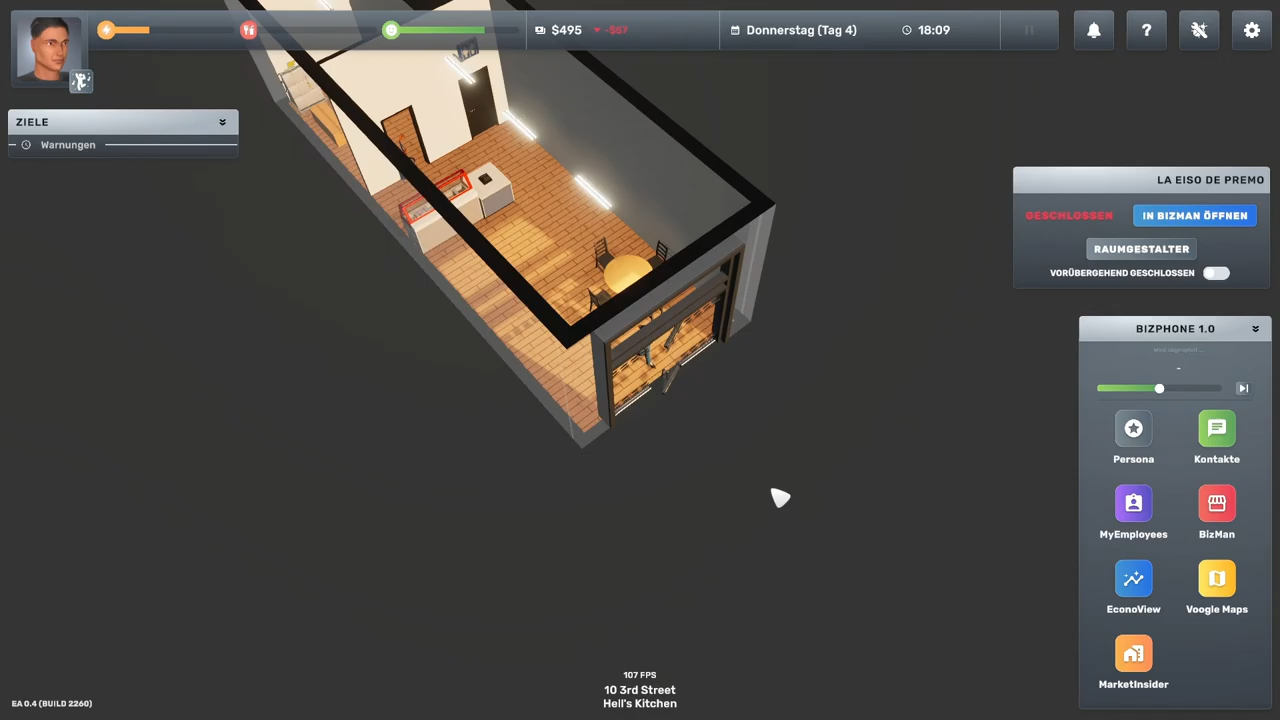 $495
-$67
Donnerstag (Tag 4)
18:09
?
ZIELE
Warnungen
LA EISO DE PREMO
GESCHLOSSEN
IN BIZMAN ÖFFNEN
RAUMGESTALTER
VORÜBERGEHEND GESCHLOSSEN
BIZPHONE 1.0
-
Persona
Kontakte
MyEmployees
BizMan
EconoView
Voogle Maps
MarketInsider
107 FPS
10 3rd Street
Hell's Kitchen
EA 0.4 (BUILD 2260)